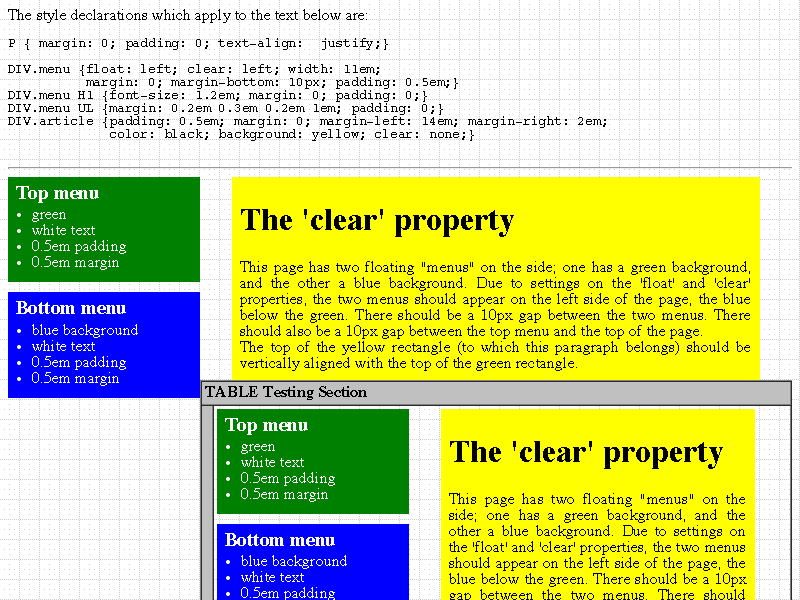 The style declarations which apply to the text below are:
P { margin: 0; padding: 0; text-align:  justify;}
DIV.menu {float: left; clear: left; width: 11em;
          margin: 0; margin-bottom: 10px; padding: 0.5em;}
DIV.menu H1 {font-size: 1.2em; margin: 0; padding: 0;}
DIV.menu UL {margin: 0.2em 0.3em 0.2em 1em; padding: 0;}
DIV.article {padding: 0.5em; margin: 0; margin-left: 14em; margin-right: 2em;
             color: black; background: yellow; clear: none;}
Top menu
• green
• white text
• 0.5em padding
• 0.5em margin
Bottom menu
• blue background
• white text
• 0.5em padding
• 0.5em margin
The 'clear' property
This page has two floating "menus" on the side; one has a green background,
and the other a blue background. Due to settings on the 'float' and 'clear'
properties, the two menus should appear on the left side of the page, the blue
below the green. There should be a 10px gap between the two menus. There
should also be a 10px gap between the top menu and the top of the page.
The top of the yellow rectangle (to which this paragraph belongs) should be
vertically aligned with the top of the green rectangle.
TABLE Testing Section
Top menu
• green
• white text
• 0.5em padding
• 0.5em margin
Bottom menu
• blue background
• white text
• 0.5em padding
The 'clear' property
This page has two floating "menus" on the
side; one has a green background, and the
other a blue background. Due to settings on
the 'float' and 'clear' properties, the two menus
should appear on the left side of the page, the
blue below the green. There should be a 10px
gap between the two menus. There should